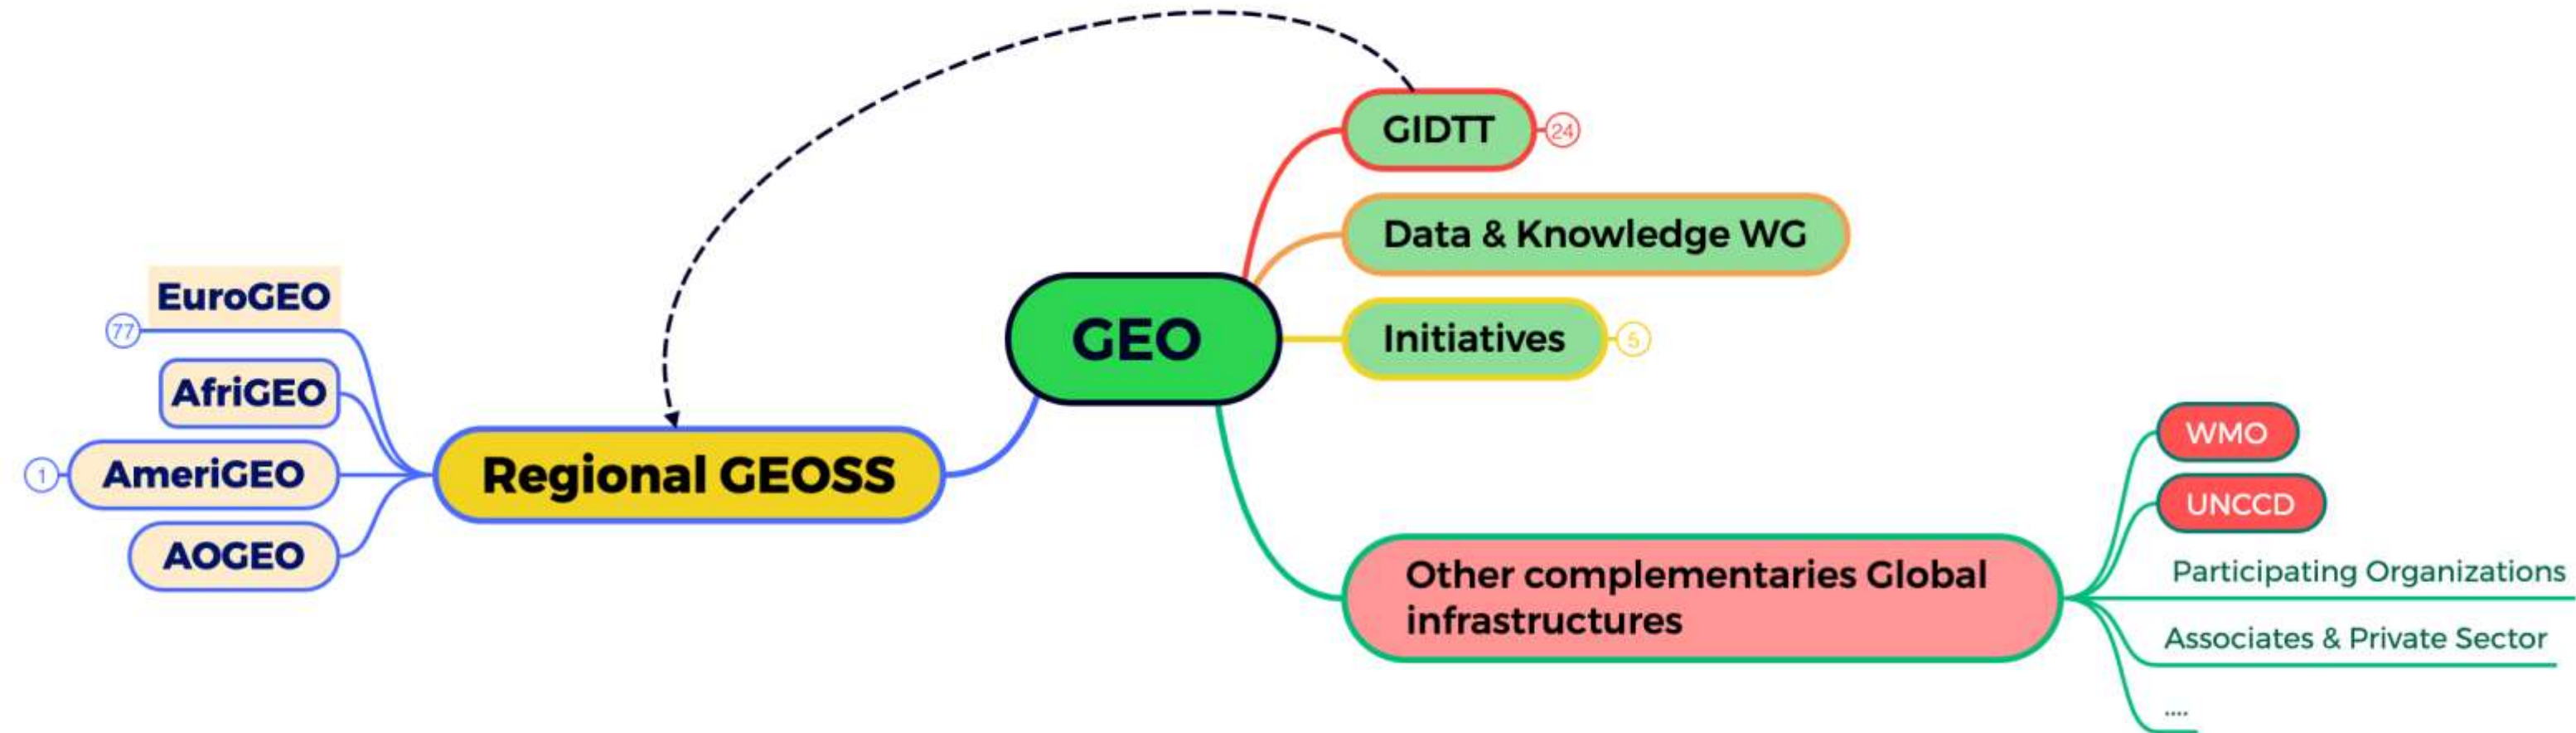 GIDTT
24
Data & Knowledge WG
EuroGEO
77
GEO
Initiatives
5
AfriGEO
AmeriGEO
1
Regional GEOSS
AOGEO
WMO
UNCCD
Other complementaries Global
infrastructures
Participating Organizations
Associates & Private Sector
....